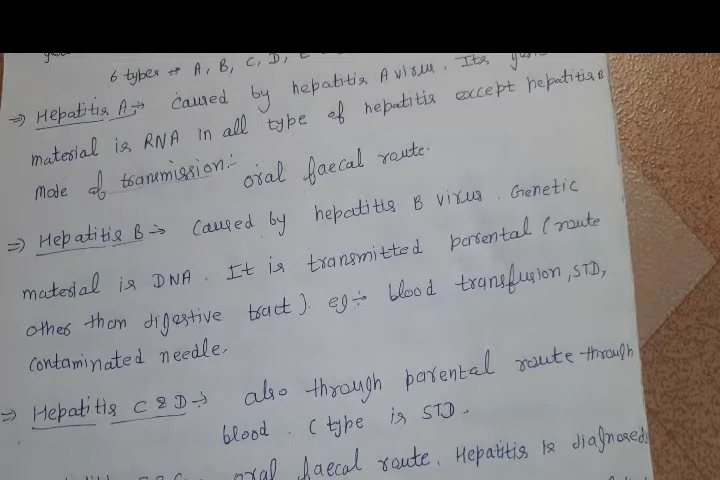 6 types → A, B, C, D, E
⇒ Hepatitis A → caused by hepatitis A virus. Its
material is RNA in all type of hepatitis except hepatitis B
mode of transmission:- oral faecal route.
⇒ Hepatitis B → caused by hepatitis B virus. Genetic
material is DNA. It is transmitted parental (route
other than digestive tract). eg ÷ blood transfusion, STD,
contaminated needle.
⇒ Hepatitis C & D → also through parental route through
blood. C type is STD.
oral faecal route. Hepatitis is diagnosed